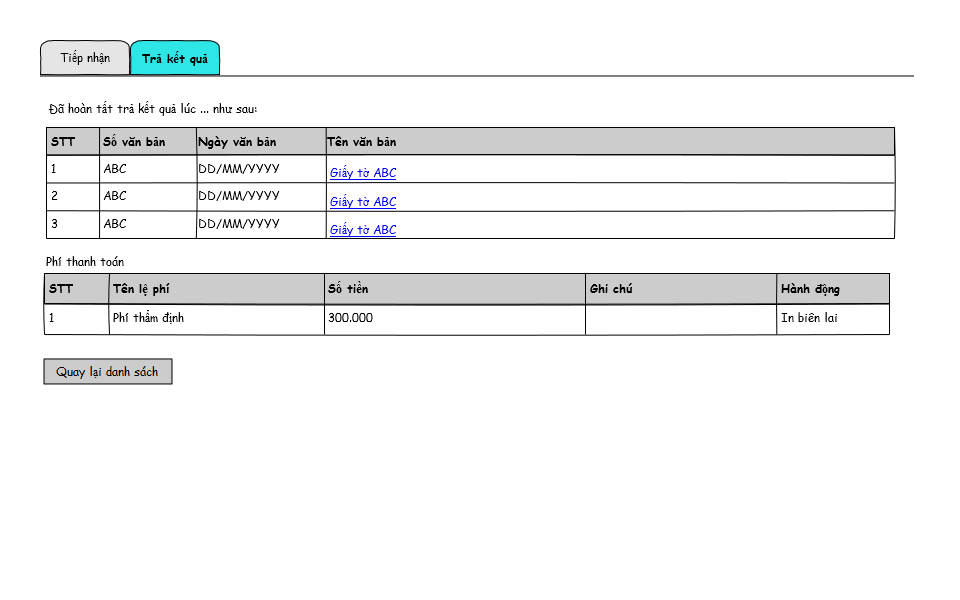 Tiếp nhận Trả kết quả
Đã hoàn tất trả kết quả lúc ... như sau:
STT Số văn bản Ngày văn bản Tên văn bản
1 ABC DD/MM/YYYY Giấy tờ ABC
2 ABC DD/MM/YYYY Giấy tờ ABC
3 ABC DD/MM/YYYY Giấy tờ ABC
Phí thanh toán
STT Tên lệ phí Số tiền Ghi chú Hành động
1 Phí thẩm định 300.000 In biên lai
Quay lại danh sách